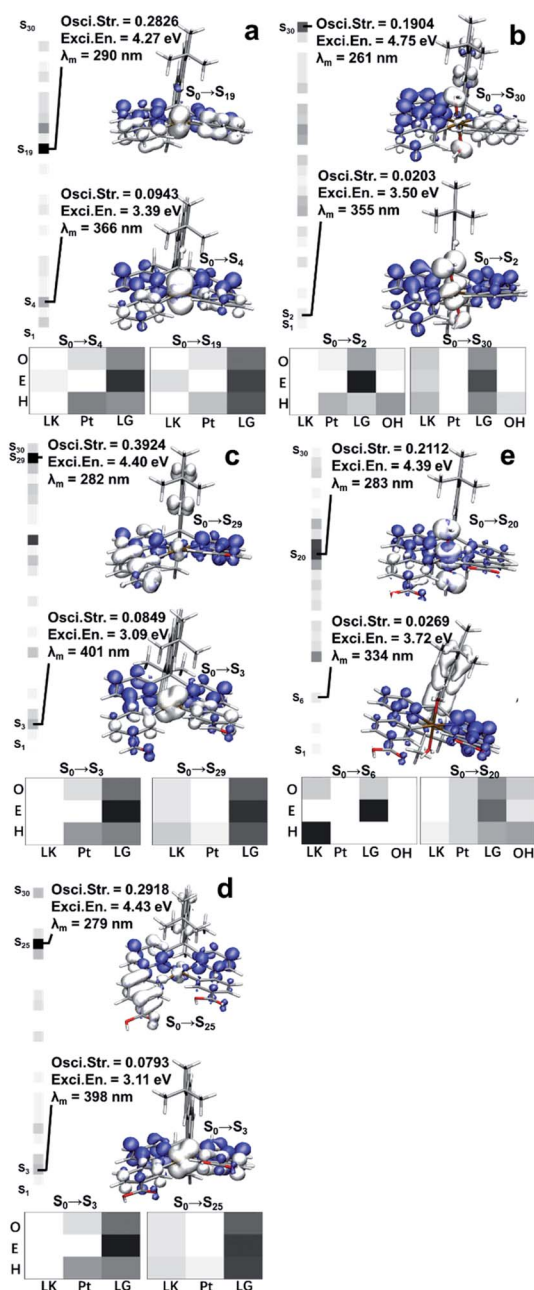 a
S30
Osci.Str. = 0.2826
Exci.En. = 4.27 eV
λm = 290 nm
S0→S19
S19
Osci.Str. = 0.0943
Exci.En. = 3.39 eV
λm = 366 nm
S0→S4
S4
S1
S0→S4
S0→S19
O
E
H
LK Pt LG
LK Pt LG
b
S30
Osci.Str. = 0.1904
Exci.En. = 4.75 eV
λm = 261 nm
S0→S30
Osci.Str. = 0.0203
Exci.En. = 3.50 eV
λm = 355 nm
S0→S2
S2
S1
S0→S2
S0→S30
O
E
H
LK Pt LG OH
LK Pt LG OH
c
S30
S29
Osci.Str. = 0.3924
Exci.En. = 4.40 eV
λm = 282 nm
S0→S29
Osci.Str. = 0.0849
Exci.En. = 3.09 eV
λm = 401 nm
S0→S3
S3
S1
S0→S3
S0→S29
O
E
H
LK Pt LG
LK Pt LG
e
S30
Osci.Str. = 0.2112
Exci.En. = 4.39 eV
λm = 283 nm
S0→S20
S20
Osci.Str. = 0.0269
Exci.En. = 3.72 eV
λm = 334 nm
S6
S1
S0→S6
S0→S20
O
E
H
LK Pt LG OH
LK Pt LG OH
d
S30
Osci.Str. = 0.2918
Exci.En. = 4.43 eV
λm = 279 nm
S25
S0→S25
Osci.Str. = 0.0793
Exci.En. = 3.11 eV
λm = 398 nm
S0→S3
S3
S1
S0→S3
S0→S25
O
E
H
LK Pt LG
LK Pt LG